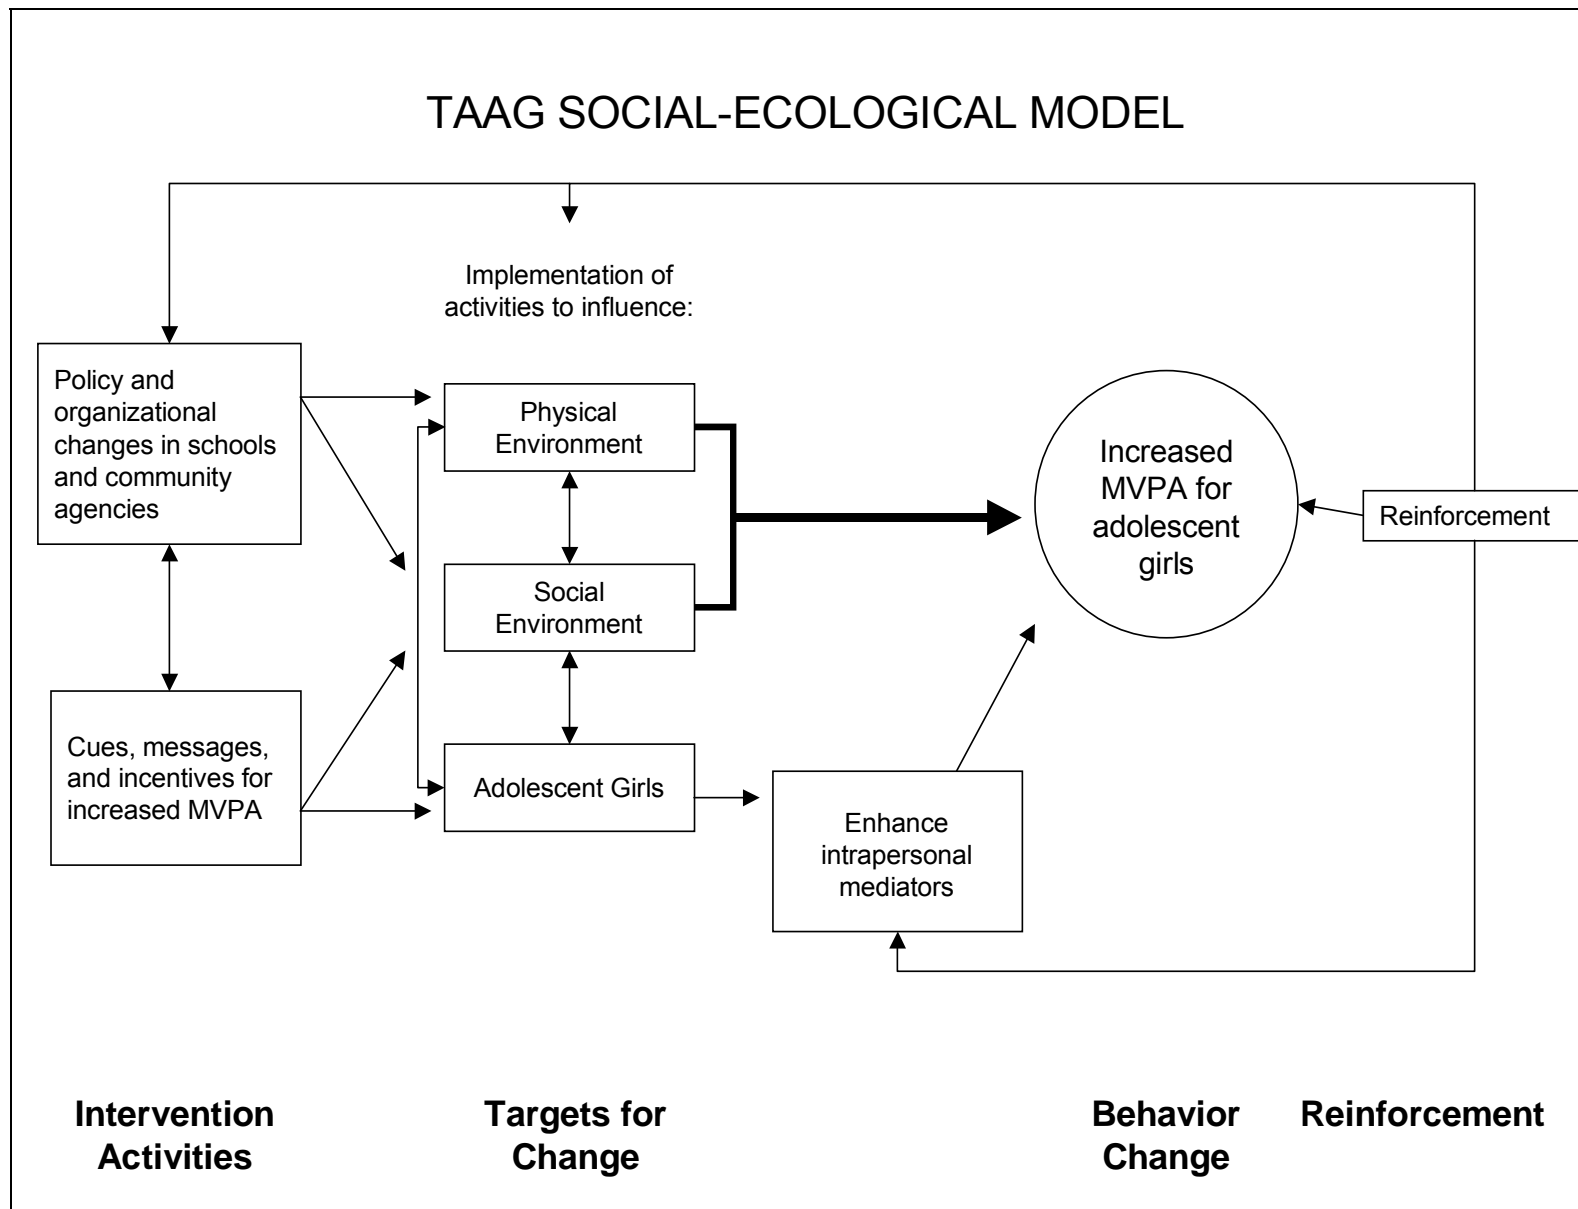 TAAG SOCIAL-ECOLOGICAL MODEL
Implementation of
activities to influence:
Policy and
organizational
changes in schools
and community
agencies
Physical
Environment
Social
Environment
Increased
MVPA for
adolescent
girls
Reinforcement
Cues, messages,
and incentives for
increased MVPA
Adolescent Girls
Enhance
intrapersonal
mediators
Intervention
Activities
Targets for
Change
Behavior
Change
Reinforcement